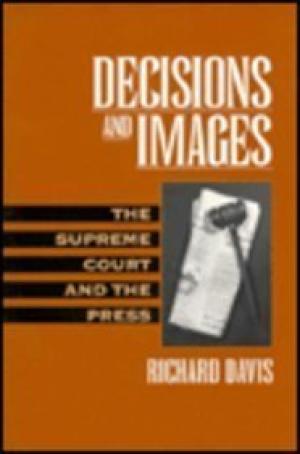 DECISIONS
AND IMAGES
THE
SUPREME
COURT
AND THE
PRESS
RICHARD DAVIS